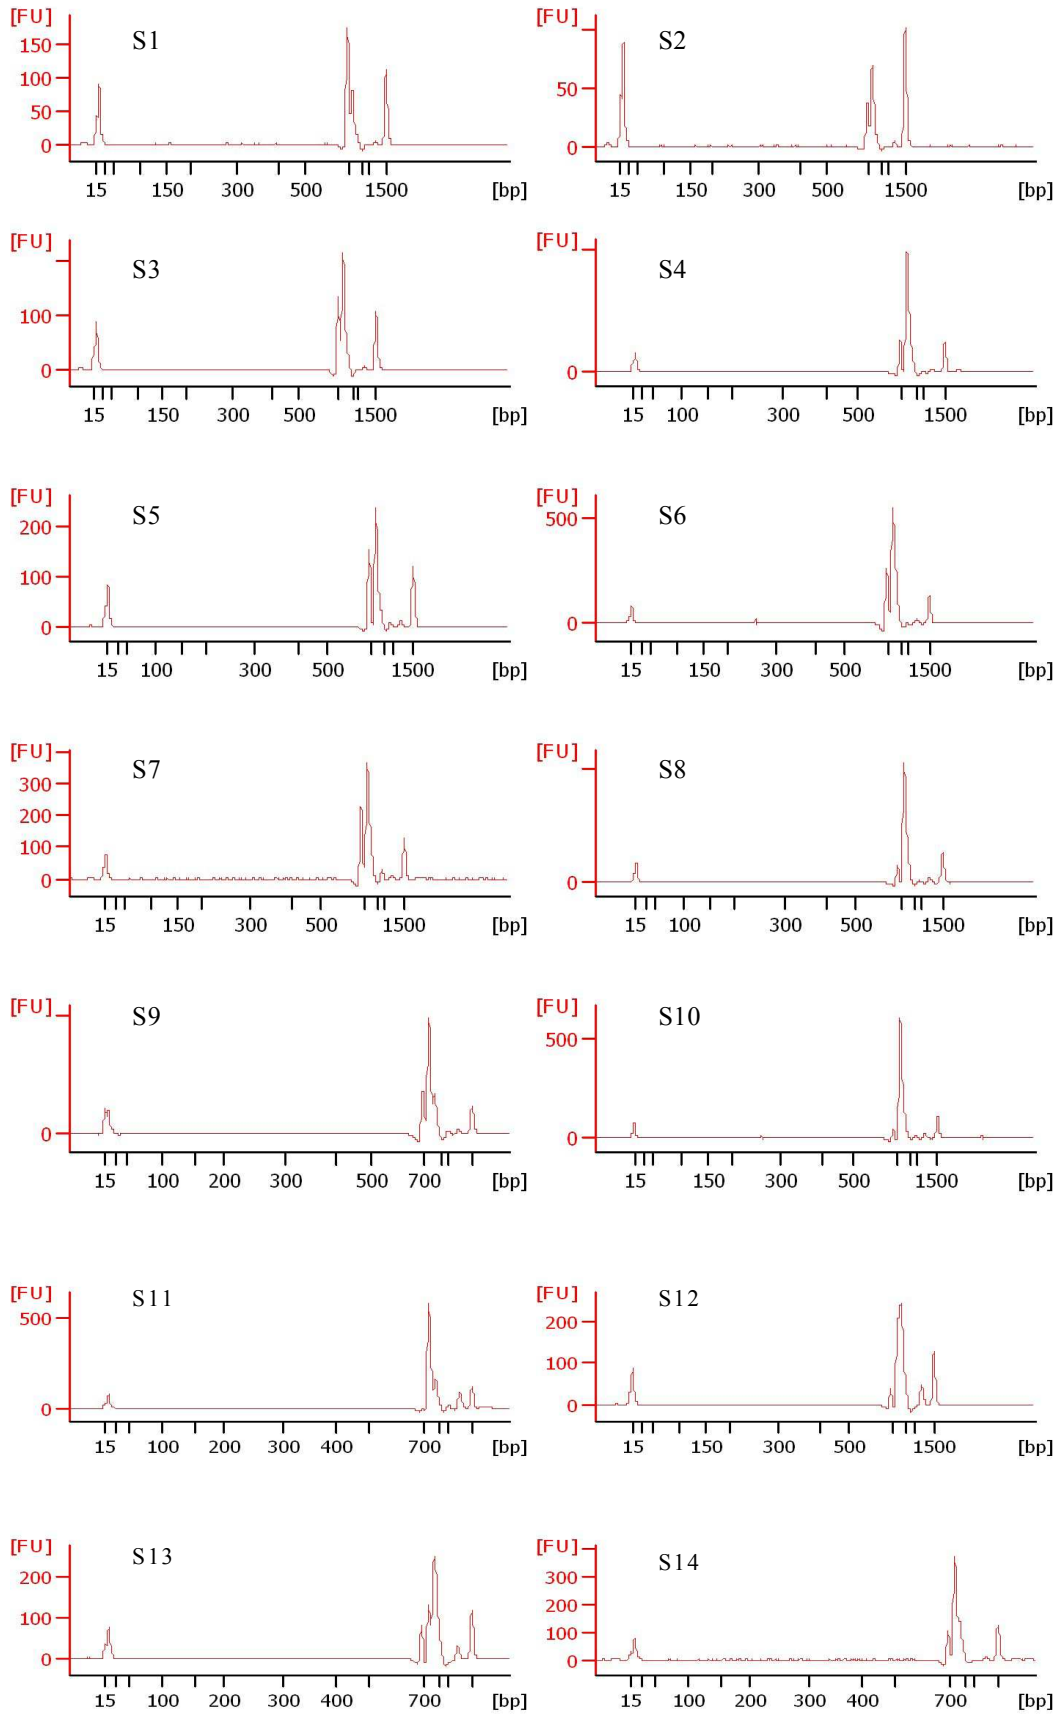 [FU] S1
150
100
50
0
15 150 300 500 1500 [bp]
[FU] S2
50
0
15 150 300 500 1500 [bp]
[FU] S3
100
0
15 150 300 500 1500 [bp]
[FU] S4
0
15 100 300 500 1500 [bp]
[FU] S5
200
100
0
15 100 300 500 1500 [bp]
[FU] S6
500
0
15 150 300 500 1500 [bp]
[FU] S7
300
200
100
0
15 150 300 500 1500 [bp]
[FU] S8
0
15 100 300 500 1500 [bp]
[FU] S9
0
15 100 200 300 500 700 [bp]
[FU] S10
500
0
15 150 300 500 1500 [bp]
[FU] S11
500
0
15 100 200 300 400 700 [bp]
[FU] S12
200
100
0
15 150 300 500 1500 [bp]
[FU] S13
200
100
0
15 100 200 300 400 700 [bp]
[FU] S14
300
200
100
0
15 100 200 300 400 700 [bp]